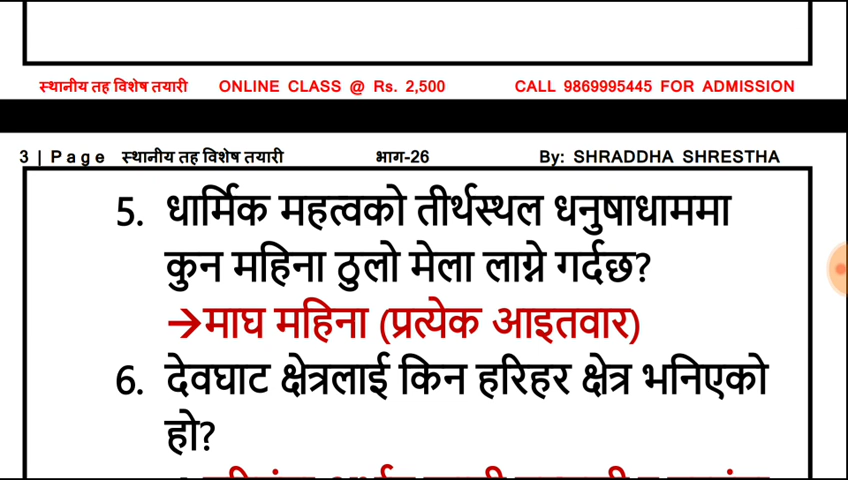 स्थानीय तह विशेष तयारी ONLINE CLASS @ Rs. 2,500 CALL 9869995445 FOR ADMISSION
3 | Page स्थानीय तह विशेष तयारी भाग-26 By: SHRADDHA SHRESTHA
5. धार्मिक महत्वको तीर्थस्थल धनुषाधाममा
कुन महिना ठुलो मेला लाग्ने गर्दछ?
→माघ महिना (प्रत्येक आइतवार)
6. देवघाट क्षेत्रलाई किन हरिहर क्षेत्र भनिएको
हो?